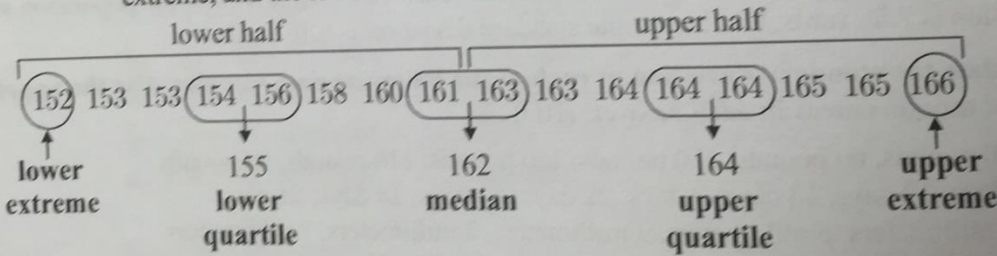 lower half upper half
152 153 153 154 156 158 160 161 163 163 164 164 164 165 165 166
lower 155 162 164 upper
extreme lower median upper extreme
quartile quartile